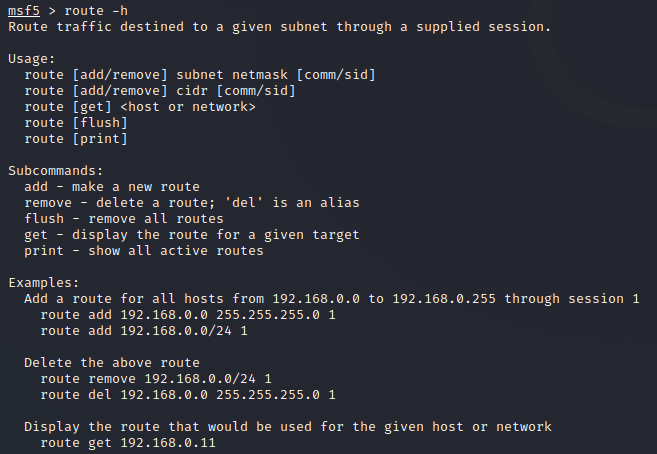 msf5 > route -h
Route traffic destined to a given subnet through a supplied session.

Usage:
  route [add/remove] subnet netmask [comm/sid]
  route [add/remove] cidr [comm/sid]
  route [get] <host or network>
  route [flush]
  route [print]

Subcommands:
  add - make a new route
  remove - delete a route; 'del' is an alias
  flush - remove all routes
  get - display the route for a given target
  print - show all active routes

Examples:
  Add a route for all hosts from 192.168.0.0 to 192.168.0.255 through session 1
    route add 192.168.0.0 255.255.255.0 1
    route add 192.168.0.0/24 1

  Delete the above route
    route remove 192.168.0.0/24 1
    route del 192.168.0.0 255.255.255.0 1

  Display the route that would be used for the given host or network
    route get 192.168.0.11